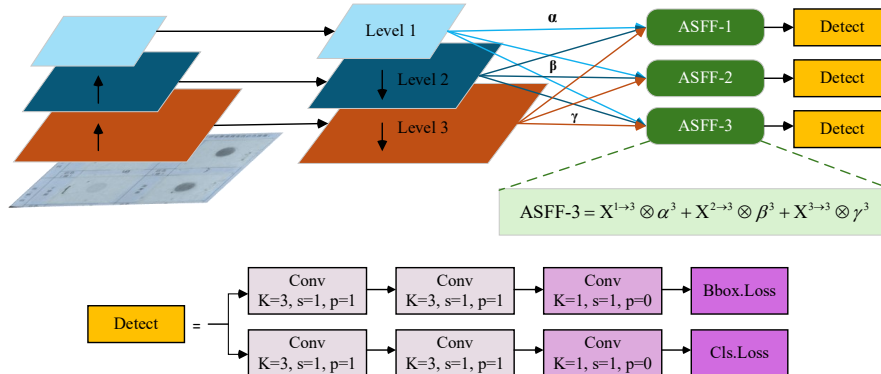 Level 1
Level 2
Level 3
α
β
γ
ASFF-1
ASFF-2
ASFF-3
Detect
Detect
Detect
ASFF-3 = X^{1→3} ⊗ α^3 + X^{2→3} ⊗ β^3 + X^{3→3} ⊗ γ^3
Detect
=
Conv
K=3, s=1, p=1
Conv
K=3, s=1, p=1
Conv
K=1, s=1, p=0
Bbox.Loss
Conv
K=3, s=1, p=1
Conv
K=3, s=1, p=1
Conv
K=1, s=1, p=0
Cls.Loss